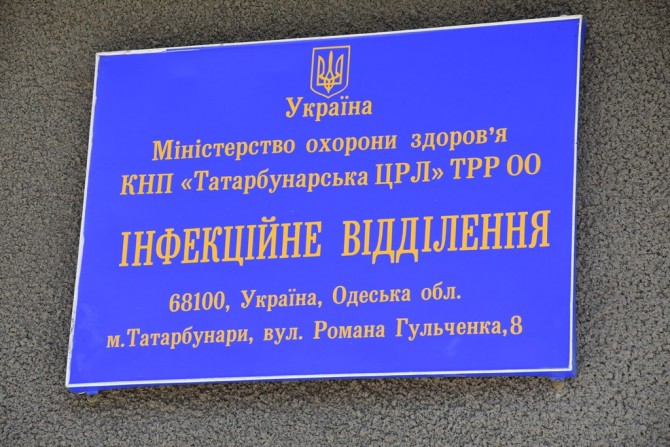 Україна
Міністерство охорони здоров'я
КНП «Татарбунарська ЦРЛ» ТРР ОО
ІНФЕКЦІЙНЕ ВІДДІЛЕННЯ
68100, Україна, Одеська обл.
м.Татарбунари, вул. Романа Гульченка,8